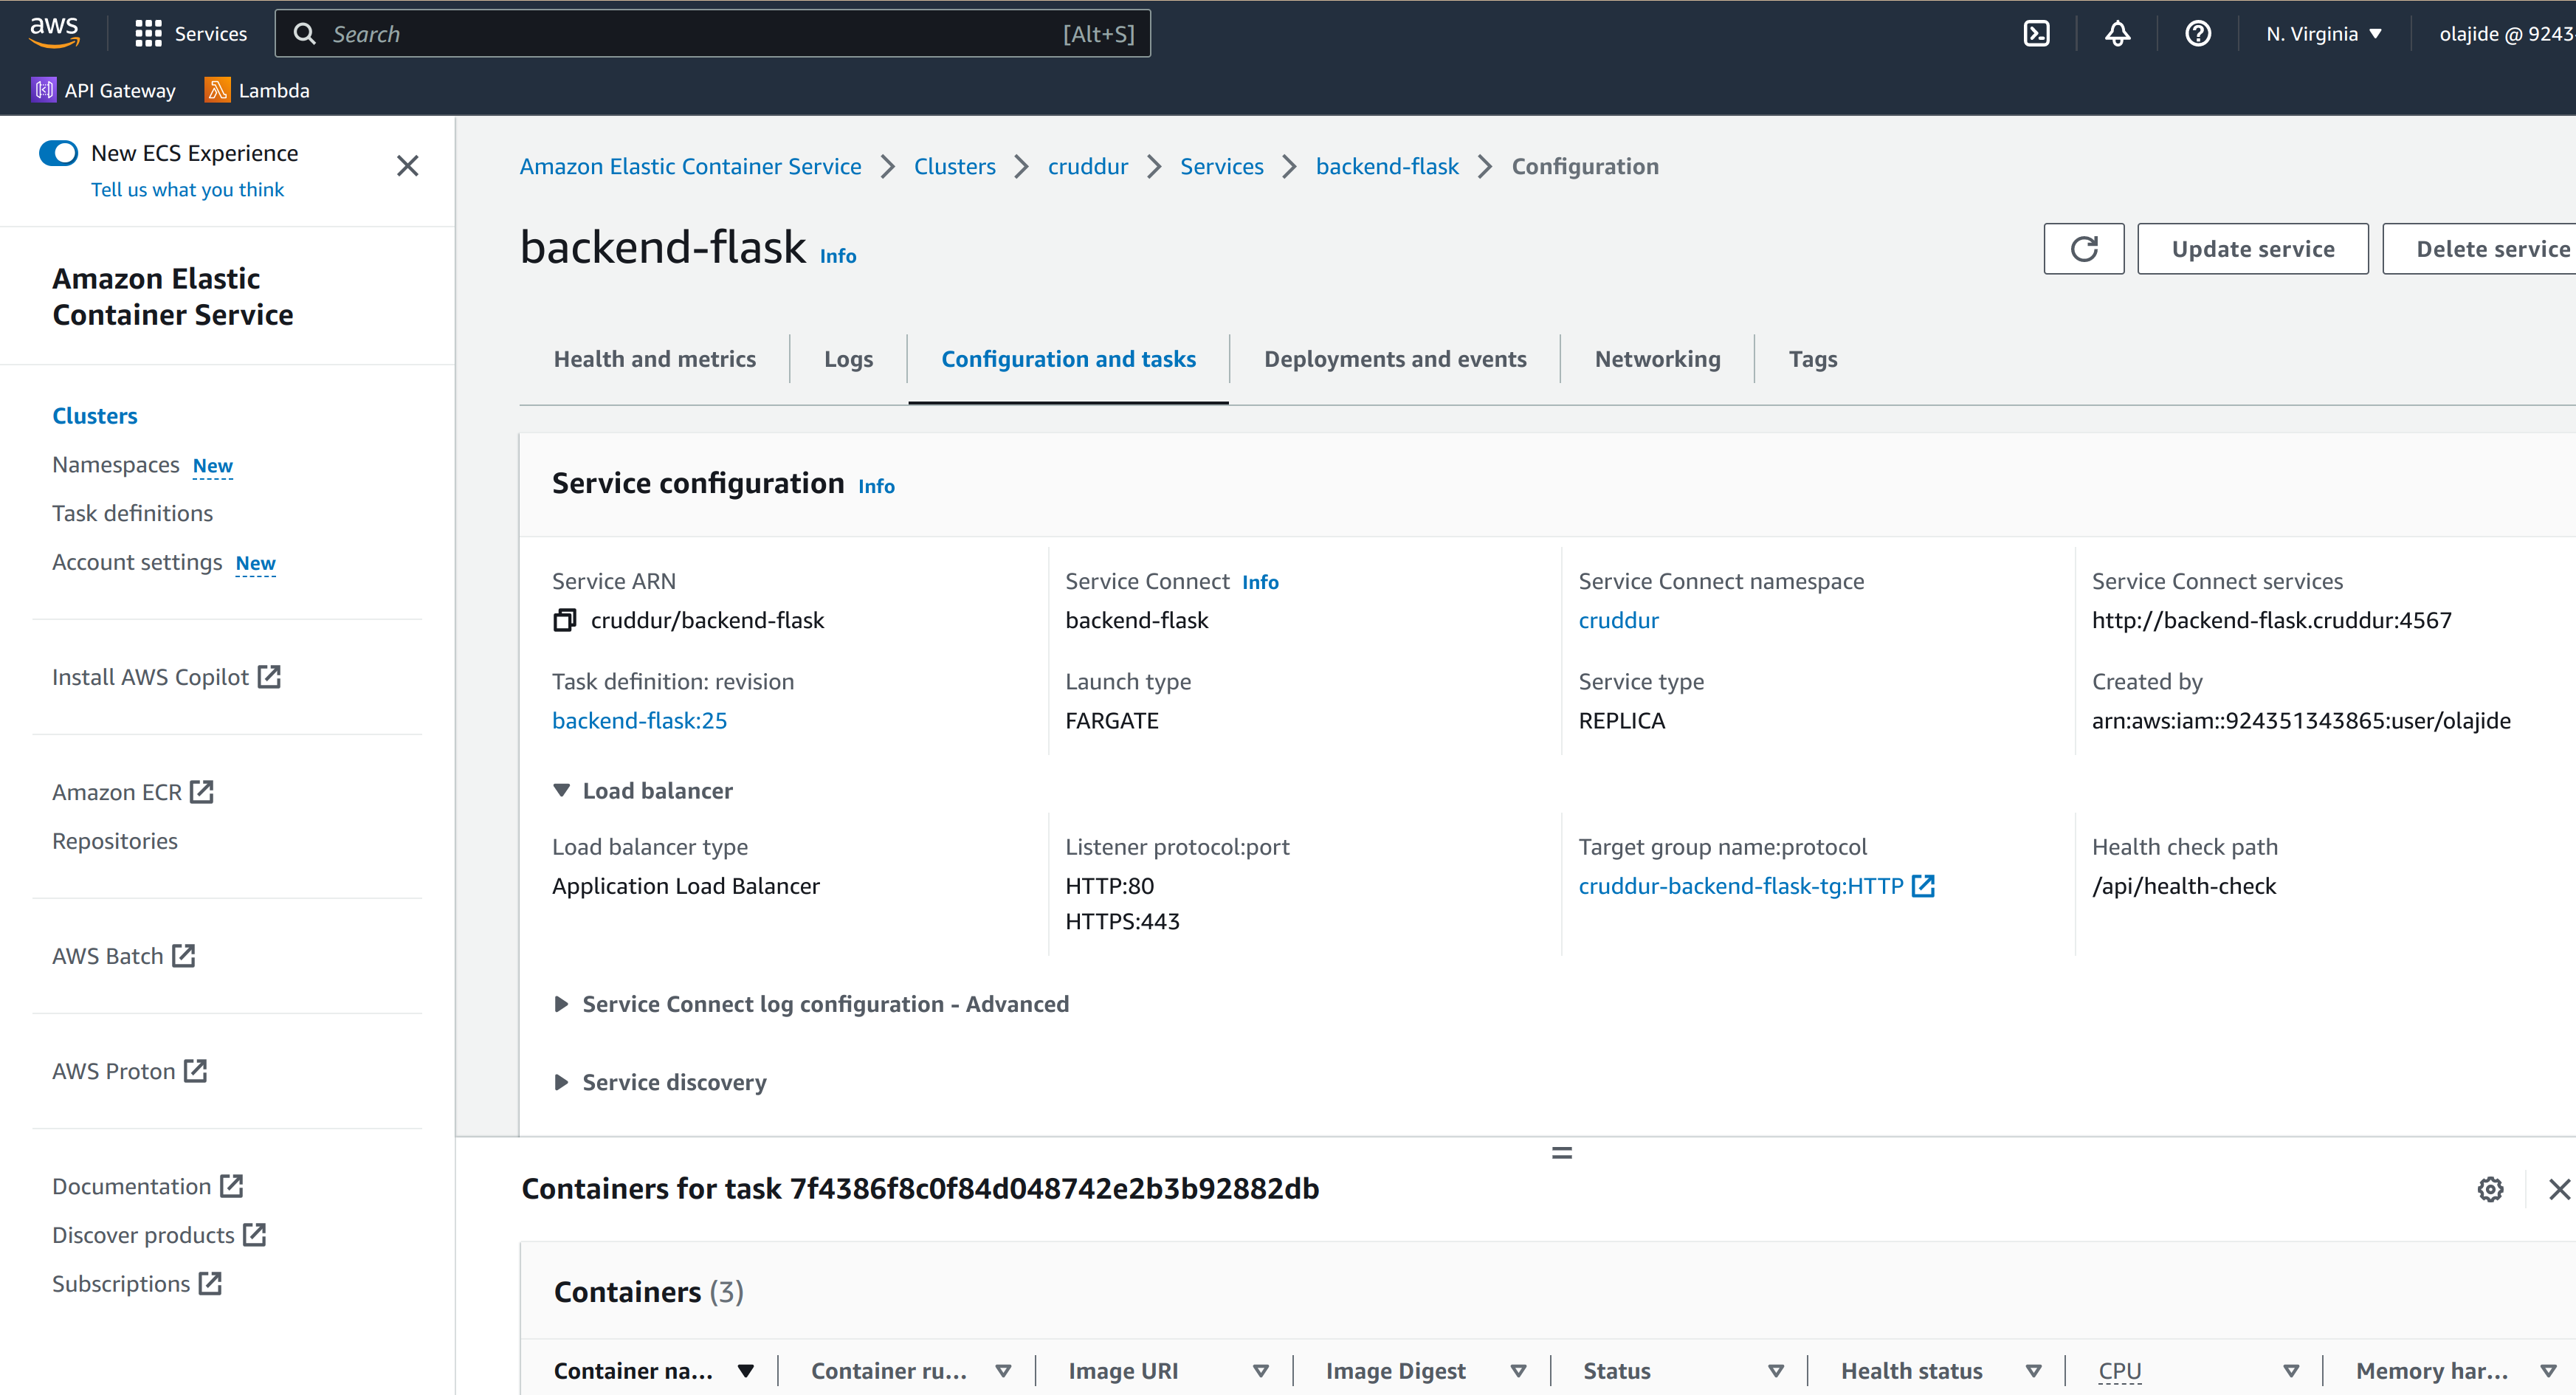 aws
Services
Search
[Alt+S]
N. Virginia
olajide @ 9243
API Gateway
Lambda
New ECS Experience
Tell us what you think
Amazon Elastic
Container Service
Clusters
Namespaces New
Task definitions
Account settings New
Install AWS Copilot
Amazon ECR
Repositories
AWS Batch
AWS Proton
Documentation
Discover products
Subscriptions
Amazon Elastic Container Service
Clusters
cruddur
Services
backend-flask
Configuration
backend-flask Info
Update service
Delete service
Health and metrics
Logs
Configuration and tasks
Deployments and events
Networking
Tags
Service configuration Info
Service ARN
cruddur/backend-flask
Service Connect Info
backend-flask
Service Connect namespace
cruddur
Service Connect services
http://backend-flask.cruddur:4567
Task definition: revision
backend-flask:25
Launch type
FARGATE
Service type
REPLICA
Created by
arn:aws:iam::924351343865:user/olajide
Load balancer
Load balancer type
Application Load Balancer
Listener protocol:port
HTTP:80
HTTPS:443
Target group name:protocol
cruddur-backend-flask-tg:HTTP
Health check path
/api/health-check
Service Connect log configuration - Advanced
Service discovery
Containers for task 7f4386f8c0f84d048742e2b3b92882db
Containers (3)
Container na...
Container ru...
Image URI
Image Digest
Status
Health status
CPU
Memory har...